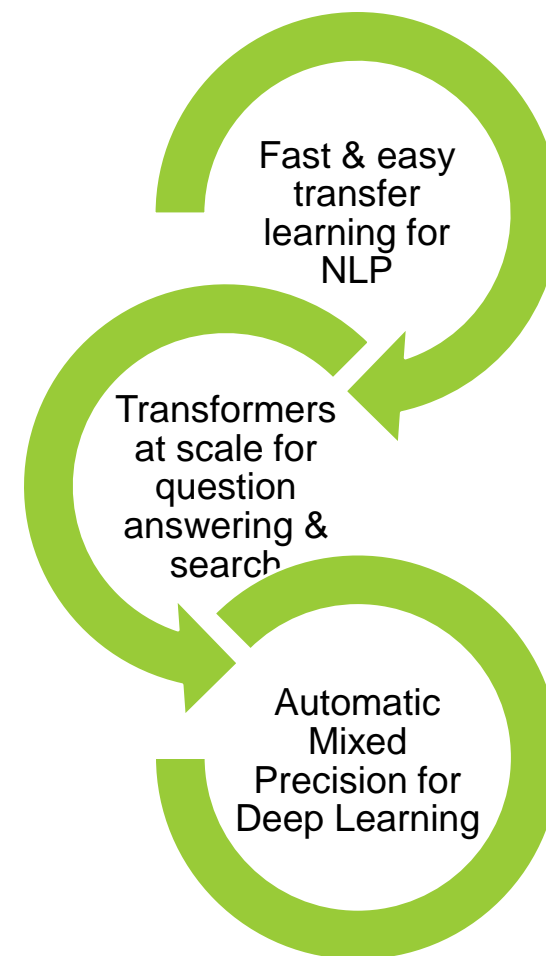 Fast & easy
transfer
learning for
NLP
Transformers
at scale for
question
answering &
search
Automatic
Mixed
Precision for
Deep Learning